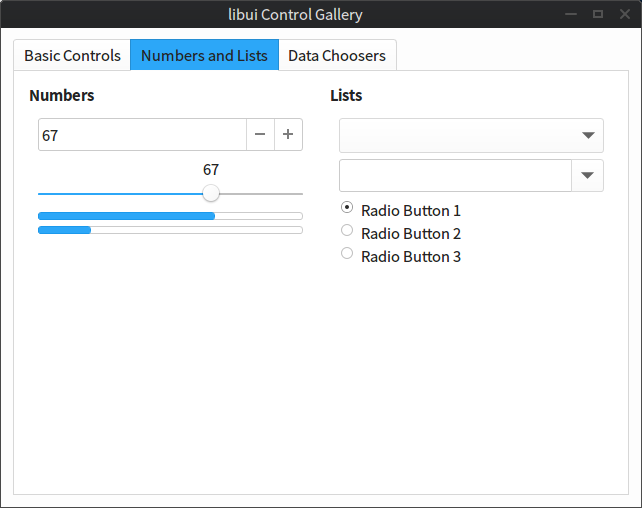 libui Control Gallery
Basic Controls Numbers and Lists Data Choosers
Numbers
67
67
Lists
Radio Button 1
Radio Button 2
Radio Button 3